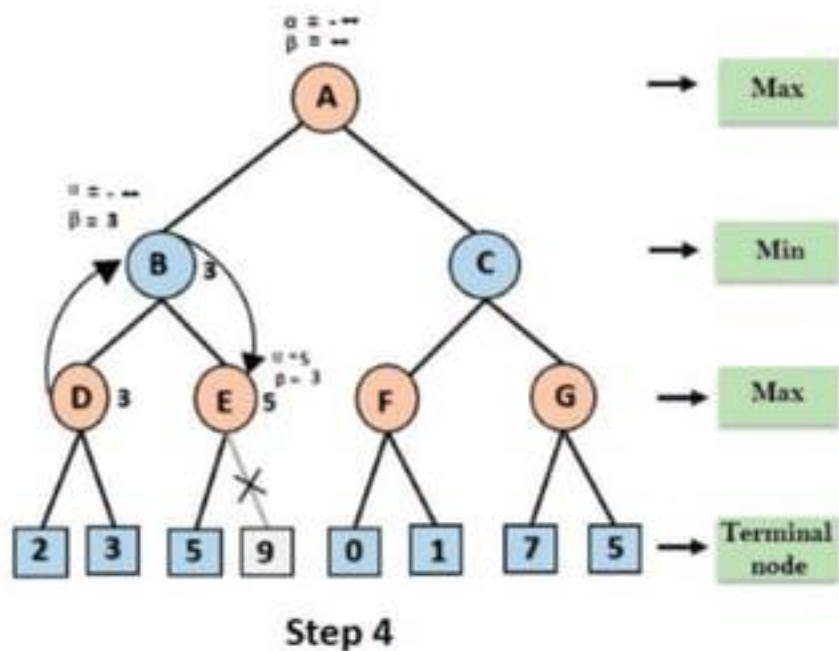 α = - ∞
β = ∞
A
Max
α = - ∞
β = 3
B
3
C
Min
α = 5
β = 3
D
3
E
5
F
G
Max
2
3
5
9
0
1
7
5
Terminal
node
Step 4